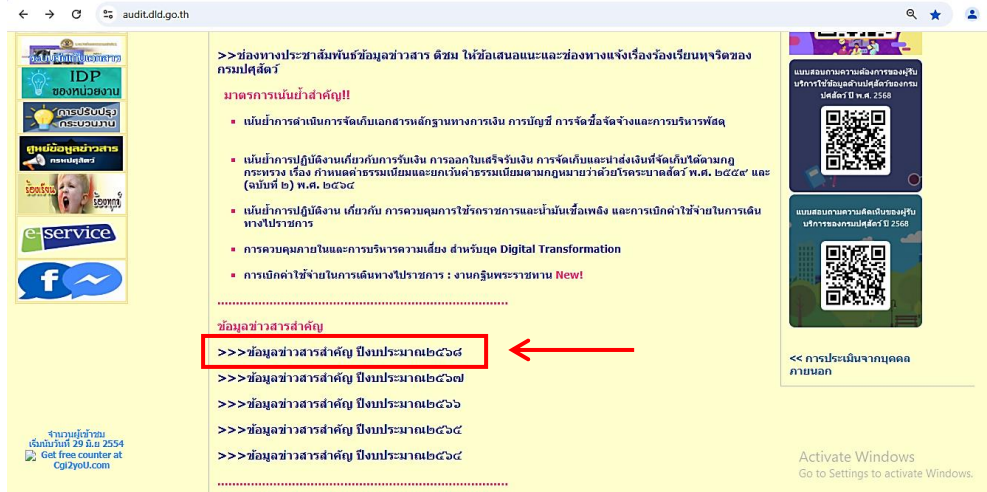 audit.dld.go.th
IDP
ของหน่วยงาน
การปรับปรุง
กระบวนงาน
ศูนย์ข้อมูลข่าวสาร
กรมปศุสัตว์
ร้องเรียน
ร้องทุกข์
e-service
>>ช่องทางประชาสัมพันธ์ข้อมูลข่าวสาร ติชม ให้ข้อเสนอแนะและช่องทางแจ้งเรื่องร้องเรียนทุจริตของ
กรมปศุสัตว์
มาตรการเน้นย้ำสำคัญ!!
เน้นย้ำการดำเนินการจัดเก็บเอกสารหลักฐานทางการเงิน การบัญชี การจัดซื้อจัดจ้างและการบริหารพัสดุ
เน้นย้ำการปฏิบัติงานเกี่ยวกับการรับเงิน การออกใบเสร็จรับเงิน การจัดเก็บและนำส่งเงินที่จัดเก็บได้ตามกฎ
กระทรวง เรื่อง กำหนดค่าธรรมเนียมและยกเว้นค่าธรรมเนียมตามกฎหมายว่าด้วยโรคระบาดสัตว์ พ.ศ. ๒๕๕๙ และ
(ฉบับที่ ๒) พ.ศ. ๒๕๖๔
เน้นย้ำการปฏิบัติงาน เกี่ยวกับ การควบคุมการใช้รถราชการและน้ำมันเชื้อเพลิง และการเบิกค่าใช้จ่ายในการเดิน
ทางไปราชการ
การควบคุมภายในและการบริหารความเสี่ยง สำหรับยุค Digital Transformation
การเบิกค่าใช้จ่ายในการเดินทางไปราชการ : งานกฐินพระราชทาน New!
ข้อมูลข่าวสารสำคัญ
>>>ข้อมูลข่าวสารสำคัญ ปีงบประมาณ๒๕๖๘
>>>ข้อมูลข่าวสารสำคัญ ปีงบประมาณ๒๕๖๗
>>>ข้อมูลข่าวสารสำคัญ ปีงบประมาณ๒๕๖๖
>>>ข้อมูลข่าวสารสำคัญ ปีงบประมาณ๒๕๖๕
>>>ข้อมูลข่าวสารสำคัญ ปีงบประมาณ๒๕๖๔
แบบสอบถามความต้องการของผู้รับ
บริการใช้ข้อมูลด้านปศุสัตว์ของกรม
ปศุสัตว์ ปี พ.ศ. 2568
แบบสอบถามความคิดเห็นของผู้รับ
บริการของกรมปศุสัตว์ ปี 2568
<< การประเมินจากบุคคล
ภายนอก
จำนวนผู้เข้าชม
เริ่มนับวันที่ 29 มิ.ย 2554
Get free counter at
Cgi2yoU.com
Activate Windows
Go to Settings to activate Windows.